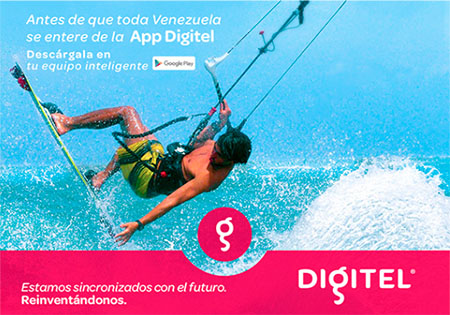 Antes de que toda Venezuela
se entere de la App Digitel
Descárgala en
tu equipo inteligente Google Play
g
Estamos sincronizados con el futuro.
Reinventándonos.
DIgITEL®